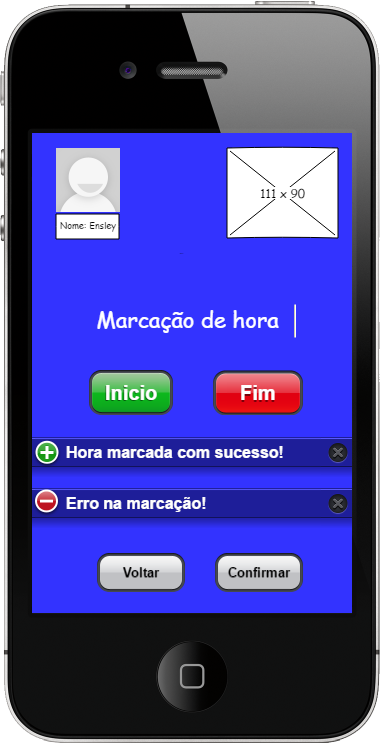 Nome: Ensley
111 x 90
Marcação de hora
Inicio
Fim
Hora marcada com sucesso!
Erro na marcação!
Voltar
Confirmar